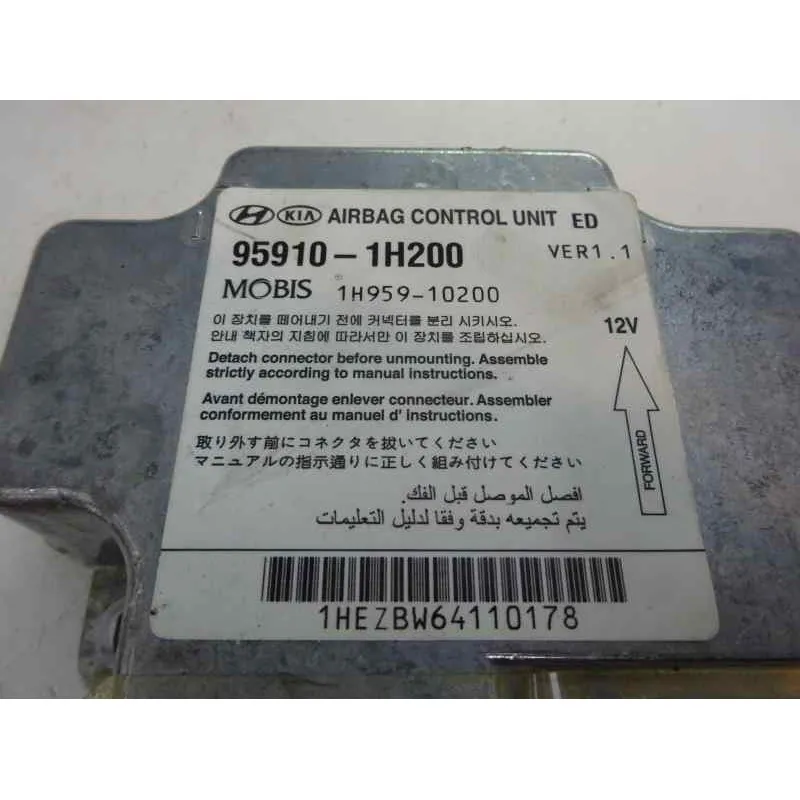 KIA AIRBAG CONTROL UNIT ED
95910-1H200 VER1.1
MOBIS ® 1H959-10200
이 장치를 떼어내기 전에 커넥터를 분리 시키시오. 12V
안내 책자의 지침에 따라서만 이 장치를 조립하십시오.
Detach connector before unmounting. Assemble
strictly according to manual instructions.
Avant démontage enlever connecteur. Assembler
conformement au manuel d' instructions.
FORWARD
取り外す前にコネクタを抜いてください
マニュアルの指示通りに正しく組み付けてください
افصل الموصل قبل الفك.
يتم تجميعه بدقة وفقا لدليل التعليمات
1HEZBW64110178